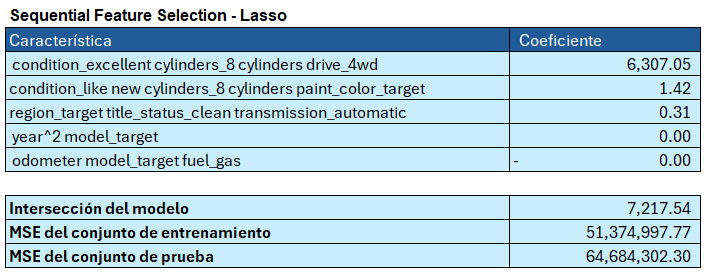 Sequential Feature Selection - Lasso
Característica Coeficiente
condition_excellent cylinders_8 cylinders drive_4wd 6,307.05
condition_like new cylinders_8 cylinders paint_color_target 1.42
region_target title_status_clean transmission_automatic 0.31
year^2 model_target 0.00
odometer model_target fuel_gas - 0.00
Intersección del modelo 7,217.54
MSE del conjunto de entrenamiento 51,374,997.77
MSE del conjunto de prueba 64,684,302.30